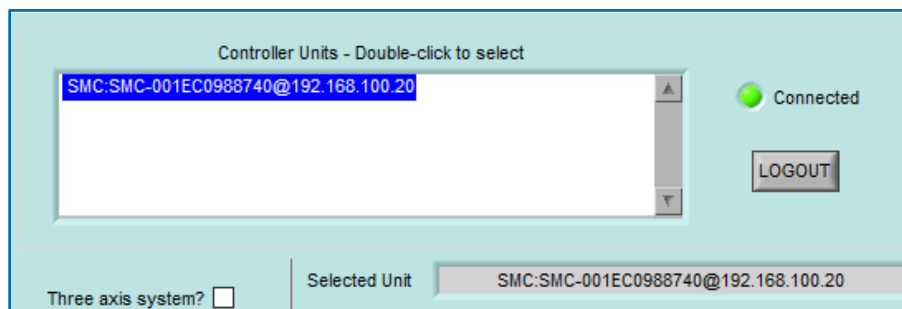 Controller Units - Double-click to select
SMC:SMC-001EC0988740@192.168.100.20
Connected
LOGOUT
Selected Unit
SMC:SMC-001EC0988740@192.168.100.20
Three axis system?